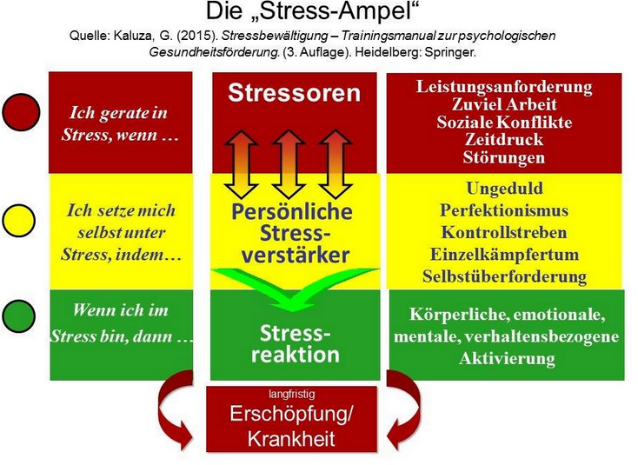 Die „Stress-Ampel“
Quelle: Kaluza, G. (2015). Stressbewältigung – Trainingsmanual zur psychologischen
Gesundheitsförderung. (3. Auflage). Heidelberg: Springer.
Ich gerate in
Stress, wenn …
Stressoren
Leistungsanforderung
Zuviel Arbeit
Soziale Konflikte
Zeitdruck
Störungen
Ich setze mich
selbst unter
Stress, indem…
Persönliche
Stress-
verstärker
Ungeduld
Perfektionismus
Kontrollstreben
Einzelkämpfertum
Selbstüberforderung
Wenn ich im
Stress bin, dann …
Stress-
reaktion
Körperliche, emotionale,
mentale, verhaltensbezogene
Aktivierung
langfristig
Erschöpfung/
Krankheit